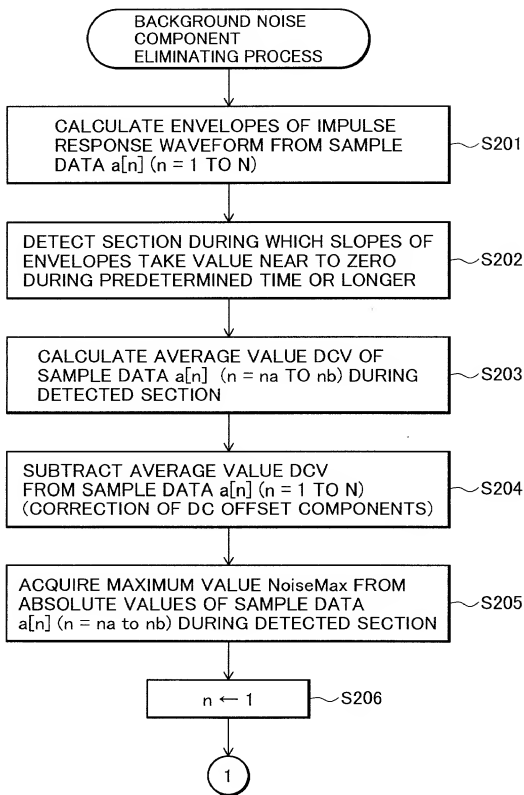 BACKGROUND NOISE
COMPONENT
ELIMINATING PROCESS
CALCULATE ENVELOPES OF IMPULSE
RESPONSE WAVEFORM FROM SAMPLE
DATA a[n] (n = 1 TO N)
S201
DETECT SECTION DURING WHICH SLOPES OF
ENVELOPES TAKE VALUE NEAR TO ZERO
DURING PREDETERMINED TIME OR LONGER
S202
CALCULATE AVERAGE VALUE DCV OF
SAMPLE DATA a[n] (n = na TO nb) DURING
DETECTED SECTION
S203
SUBTRACT AVERAGE VALUE DCV
FROM SAMPLE DATA a[n] (n = 1 TO N)
(CORRECTION OF DC OFFSET COMPONENTS)
S204
ACQUIRE MAXIMUM VALUE NoiseMax FROM
ABSOLUTE VALUES OF SAMPLE DATA
a[n] (n = na to nb) DURING DETECTED SECTION
S205
n ← 1
S206
1